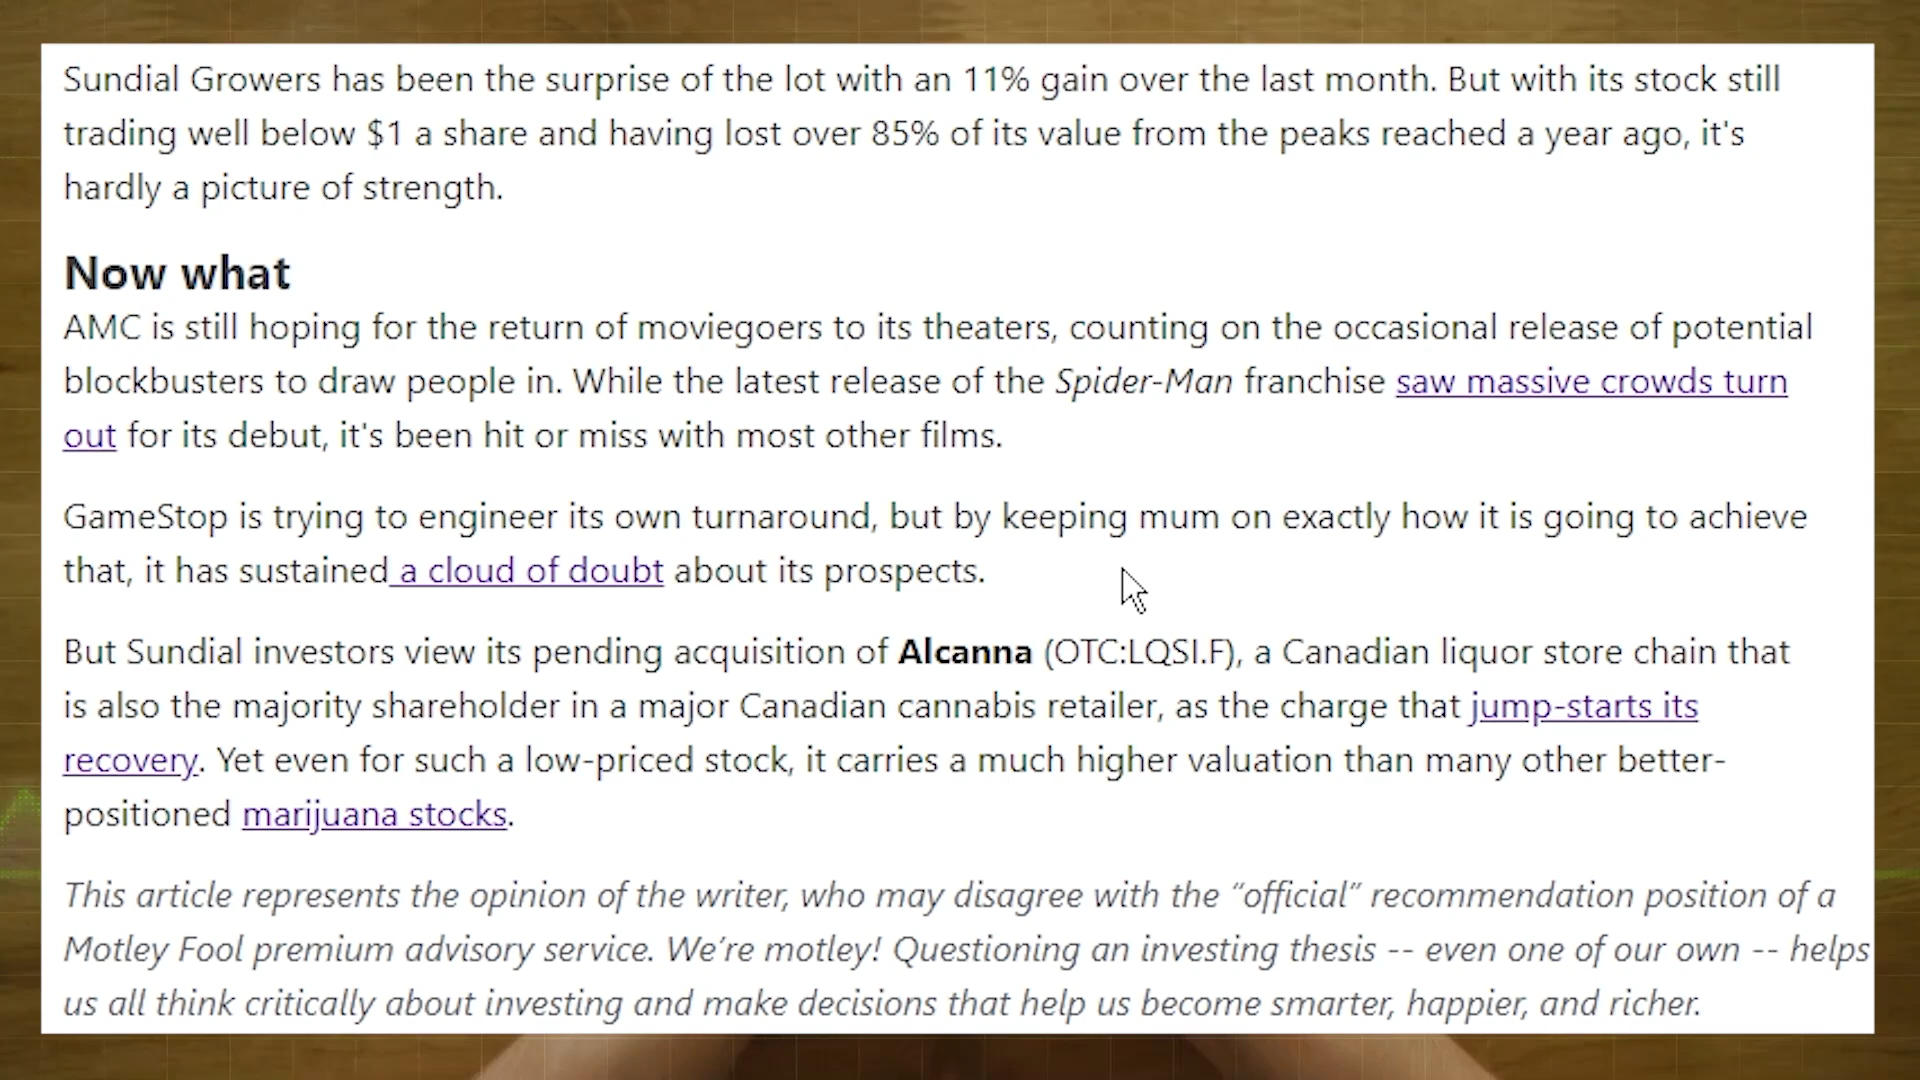 Sundial Growers has been the surprise of the lot with an 11% gain over the last month. But with its stock still
trading well below $1 a share and having lost over 85% of its value from the peaks reached a year ago, it's
hardly a picture of strength.
Now what
AMC is still hoping for the return of moviegoers to its theaters, counting on the occasional release of potential
blockbusters to draw people in. While the latest release of the Spider-Man franchise saw massive crowds turn
out for its debut, it's been hit or miss with most other films.
GameStop is trying to engineer its own turnaround, but by keeping mum on exactly how it is going to achieve
that, it has sustained a cloud of doubt about its prospects.
But Sundial investors view its pending acquisition of Alcanna (OTC:LQSI.F), a Canadian liquor store chain that
is also the majority shareholder in a major Canadian cannabis retailer, as the charge that jump-starts its
recovery. Yet even for such a low-priced stock, it carries a much higher valuation than many other better-
positioned marijuana stocks.
This article represents the opinion of the writer, who may disagree with the “official” recommendation position of a
Motley Fool premium advisory service. We’re motley! Questioning an investing thesis -- even one of our own -- helps
us all think critically about investing and make decisions that help us become smarter, happier, and richer.